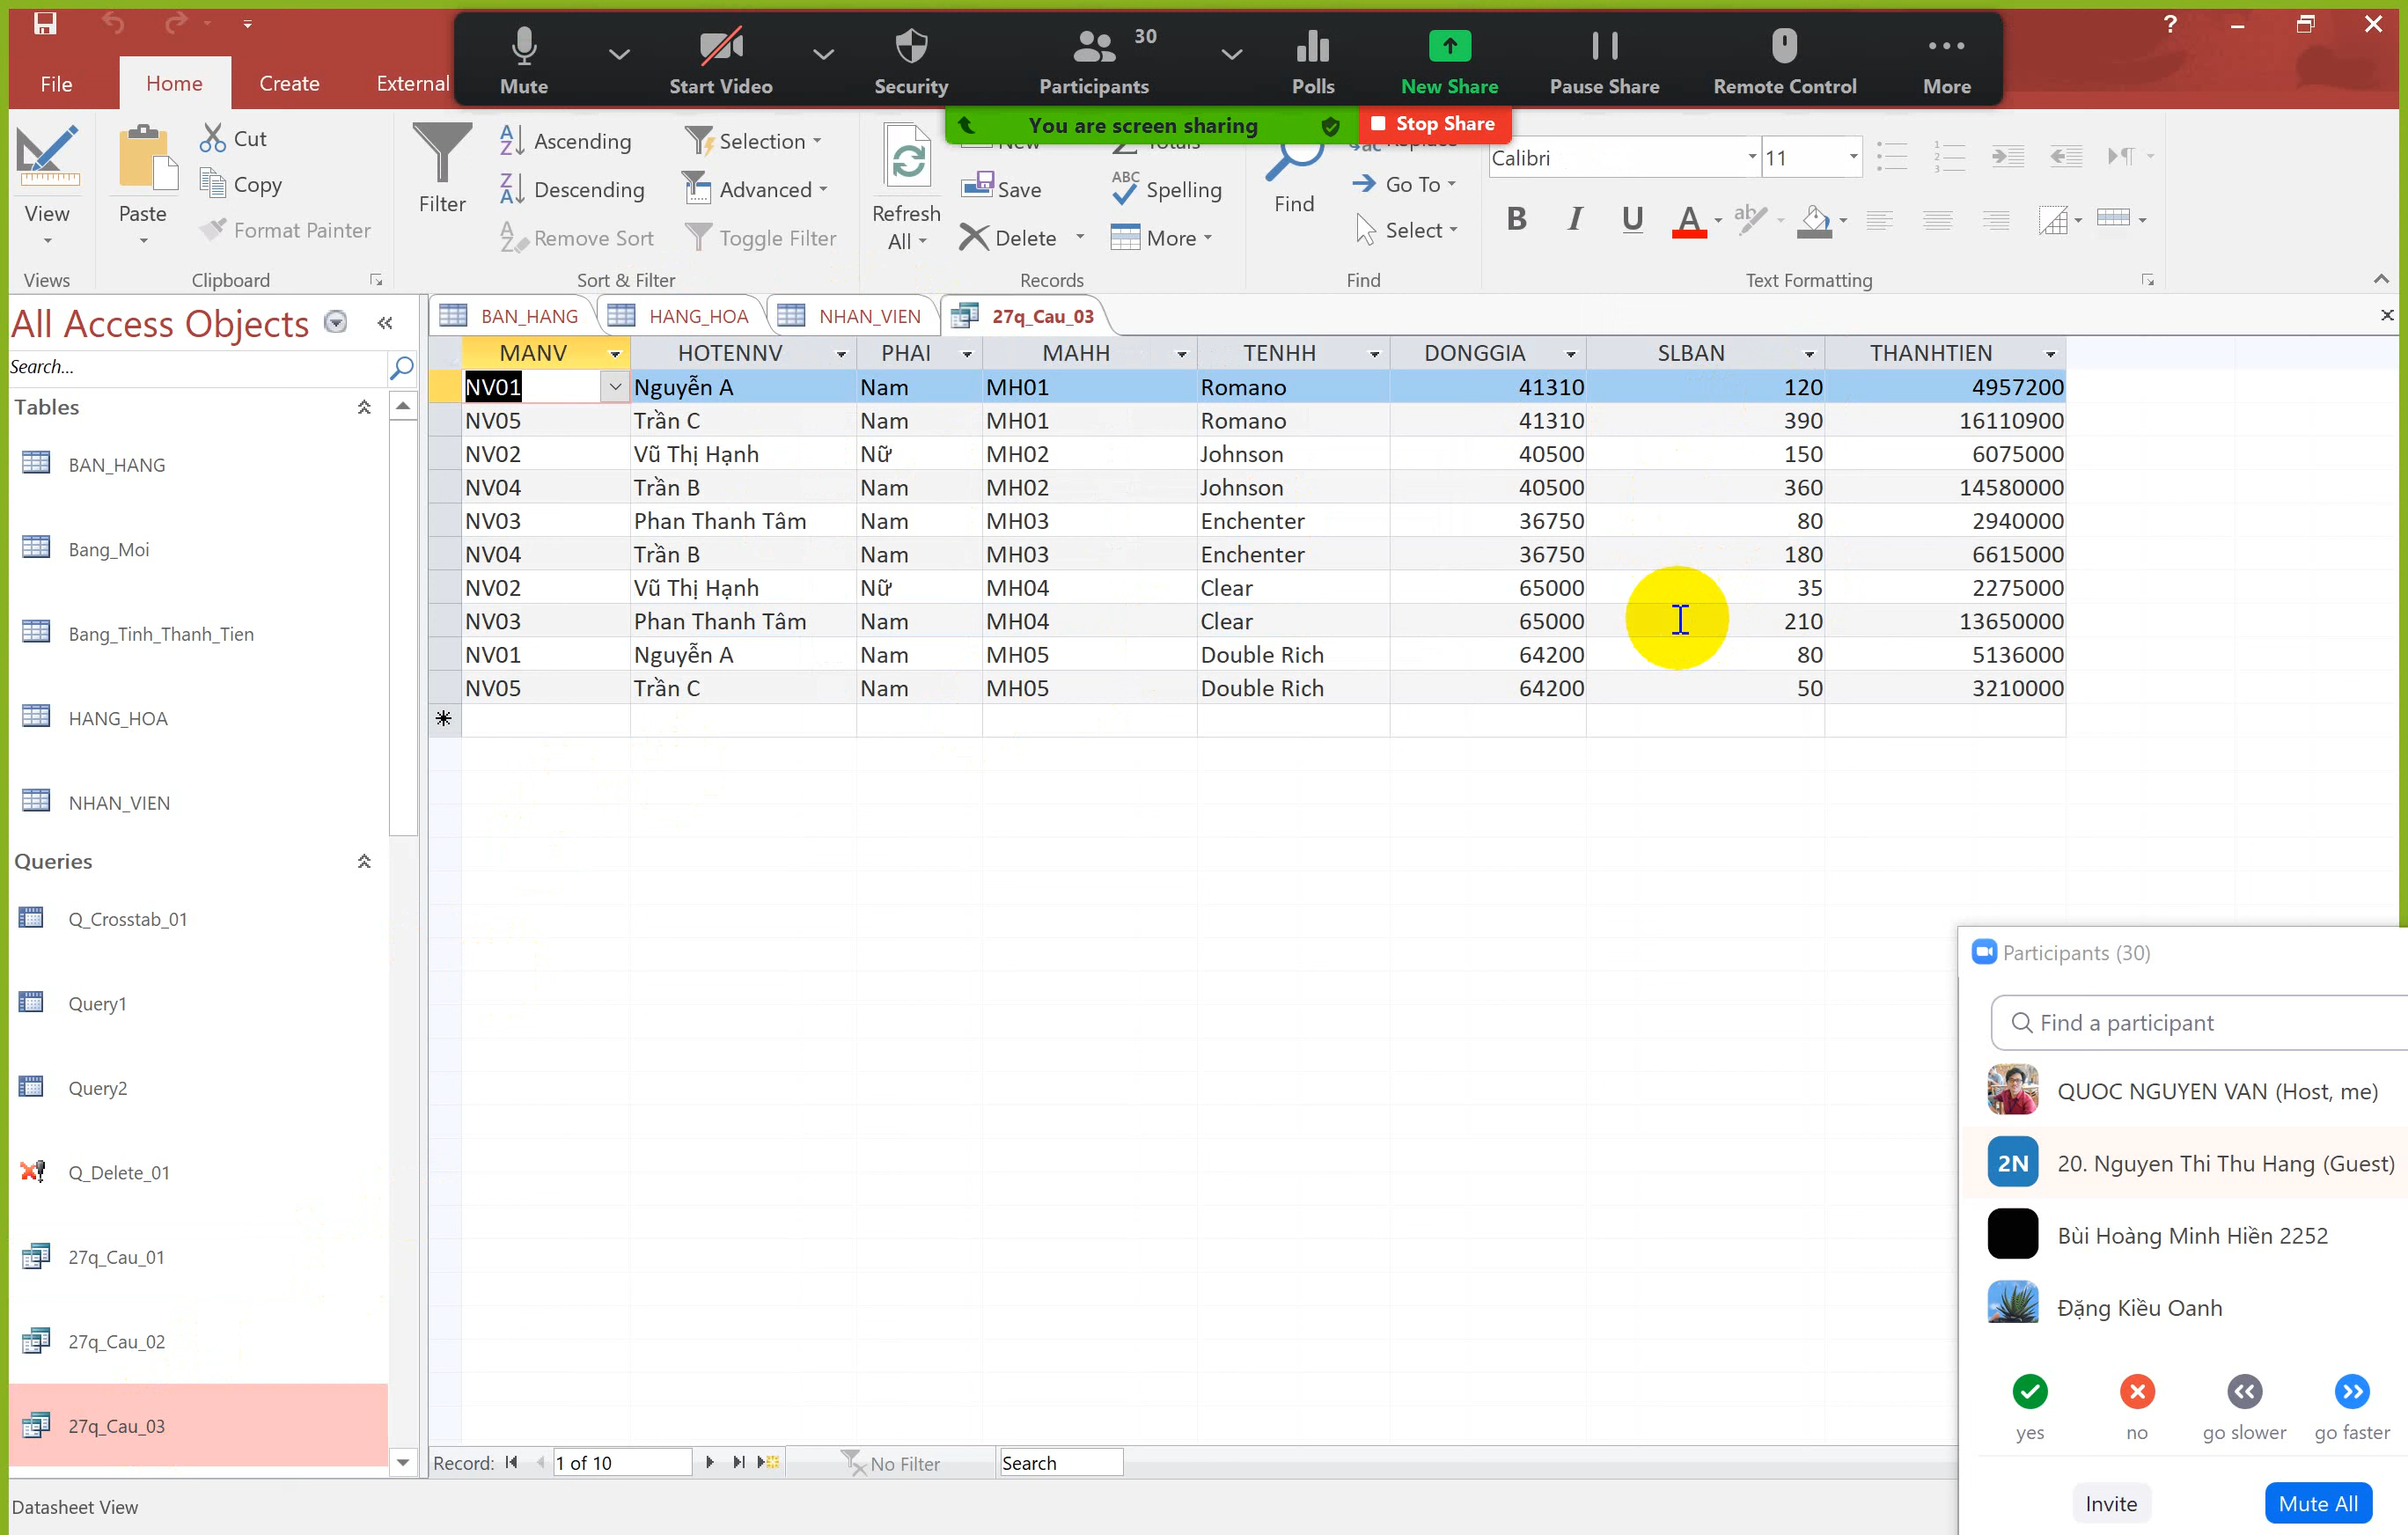 Mute
Start Video
Security
Participants
30
Polls
New Share
Pause Share
Remote Control
More
?
File
Home
Create
External
You are screen sharing
Stop Share
View
Views
Paste
Cut
Copy
Format Painter
Clipboard
Filter
Ascending
Descending
Remove Sort
Selection
Advanced
Toggle Filter
Sort & Filter
Refresh
All
New
Save
Delete
Totals
Spelling
More
Records
Find
Replace
Go To
Select
Find
Calibri
11
B I U A
Text Formatting
All Access Objects
Search...
Tables
BAN_HANG
Bang_Moi
Bang_Tinh_Thanh_Tien
HANG_HOA
NHAN_VIEN
Queries
Q_Crosstab_01
Query1
Query2
Q_Delete_01
27q_Cau_01
27q_Cau_02
27q_Cau_03
BAN_HANG HANG_HOA NHAN_VIEN 27q_Cau_03
MANV HOTENNV PHAI MAHH TENHH DONGGIA SLBAN THANHTIEN
NV01 Nguyễn A Nam MH01 Romano 41310 120 4957200
NV05 Trần C Nam MH01 Romano 41310 390 16110900
NV02 Vũ Thị Hạnh Nữ MH02 Johnson 40500 150 6075000
NV04 Trần B Nam MH02 Johnson 40500 360 14580000
NV03 Phan Thanh Tâm Nam MH03 Enchenter 36750 80 2940000
NV04 Trần B Nam MH03 Enchenter 36750 180 6615000
NV02 Vũ Thị Hạnh Nữ MH04 Clear 65000 35 2275000
NV03 Phan Thanh Tâm Nam MH04 Clear 65000 210 13650000
NV01 Nguyễn A Nam MH05 Double Rich 64200 80 5136000
NV05 Trần C Nam MH05 Double Rich 64200 50 3210000
Record: 1 of 10 No Filter Search
Datasheet View
Participants (30)
Find a participant
QUOC NGUYEN VAN (Host, me)
2N 20. Nguyen Thi Thu Hang (Guest)
Bùi Hoàng Minh Hiền 2252
Đặng Kiều Oanh
yes no go slower go faster
Invite Mute All